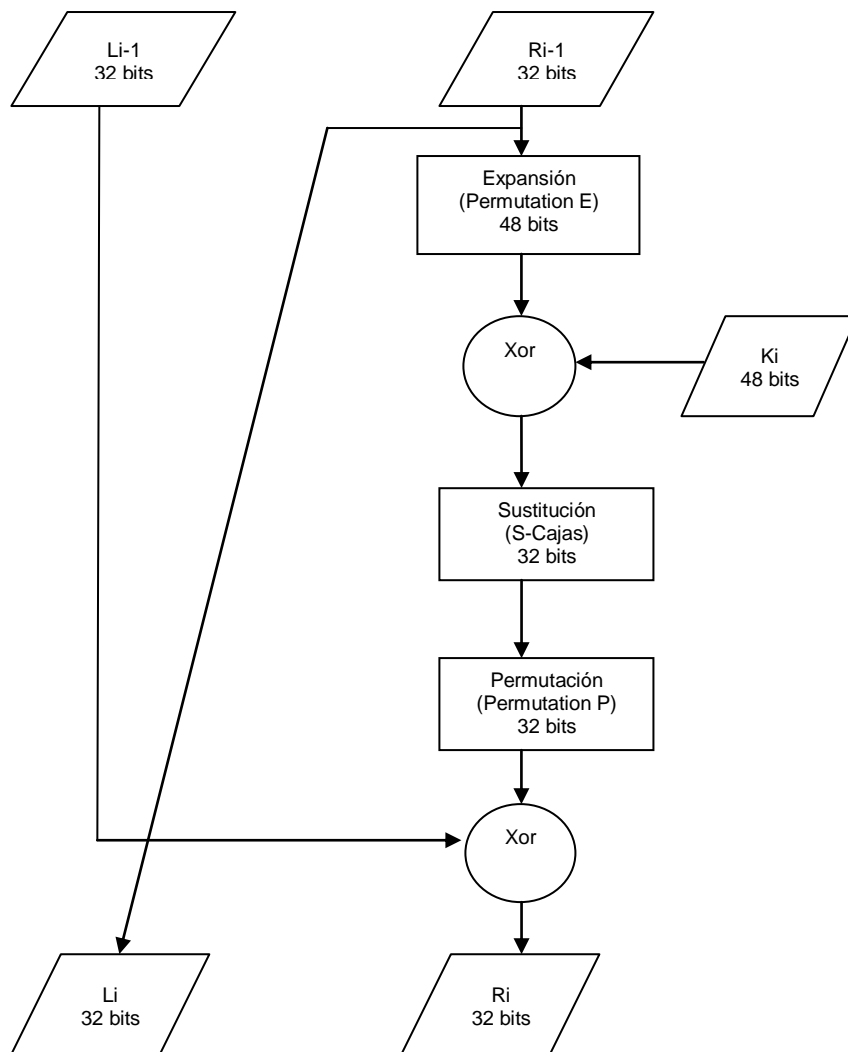 Li-1
32 bits
Ri-1
32 bits
Expansión
(Permutation E)
48 bits
Xor
Ki
48 bits
Sustitución
(S-Cajas)
32 bits
Permutación
(Permutation P)
32 bits
Xor
Li
32 bits
Ri
32 bits